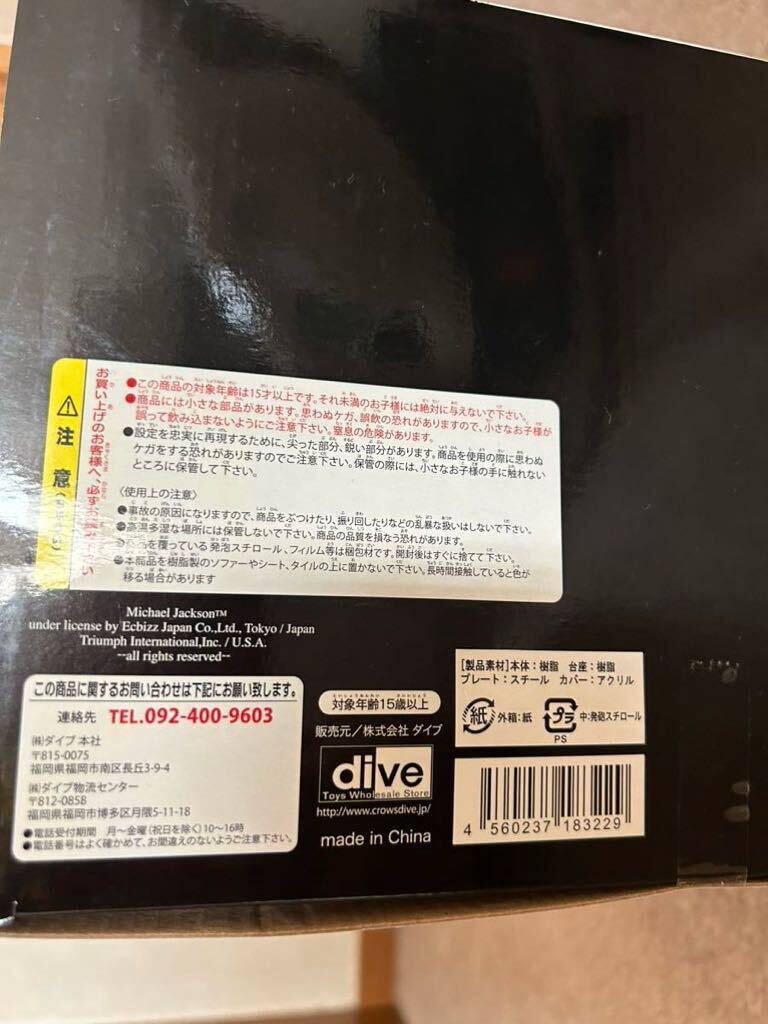 注意
お買い上げのお客様へ、必ずお読み下さい
●この商品の対象年齢は15才以上です。それ未満のお子様には絶対に与えないで下さい。
●商品には小さな部品があります。思わぬケガ、誤飲の恐れがありますので、小さなお子様が
誤って飲み込まないようにご注意下さい。窒息の危険があります。
●設定を忠実に再現するために、尖った部分、鋭い部分があります。商品を使用の際に思わぬ
ケガをする恐れがありますのでご注意下さい。保管の際には、小さなお子様の手に触れない
ところに保管して下さい。
〈使用上の注意〉
●事故の原因になりますので、商品をぶつけたり、振り回したりなどの乱暴な扱いはしないで下さい。
●高温多湿な場所には保管しないで下さい。商品の品質を損なう恐れがあります。
●商品を覆っている発泡スチロール、フィルム等は梱包材です。開封後はすぐに捨てて下さい。
●本商品を樹脂製のソファーやシート、タイルの上に置かないで下さい。長時間接触していると色が
移る場合があります
Michael Jackson™
under license by Ecbizz Japan Co.,Ltd., Tokyo / Japan
Triumph International,Inc. / U.S.A.
--all rights reserved--
この商品に関するお問い合わせは下記にお願い致します。
連絡先 TEL.092-400-9603
㈱ダイブ 本社
〒815-0075
福岡県福岡市南区長丘3-9-4
㈱ダイブ物流センター
〒812-0858
福岡県福岡市博多区月隈5-11-18
●電話受付期間 月〜金曜(祝日を除く)10〜16時
●電話番号はよく確かめて、お間違えのないようご注意下さい。
対象年齢15歳以上
販売元／株式会社 ダイブ
dive
Toys Wholesale Store
http://www.crowsdive.jp/
made in China
[製品素材]本体：樹脂 台座：樹脂
プレート：スチール カバー：アクリル
紙 外箱：紙 プラ 中：発砲スチロール
PS
4 560237 183229